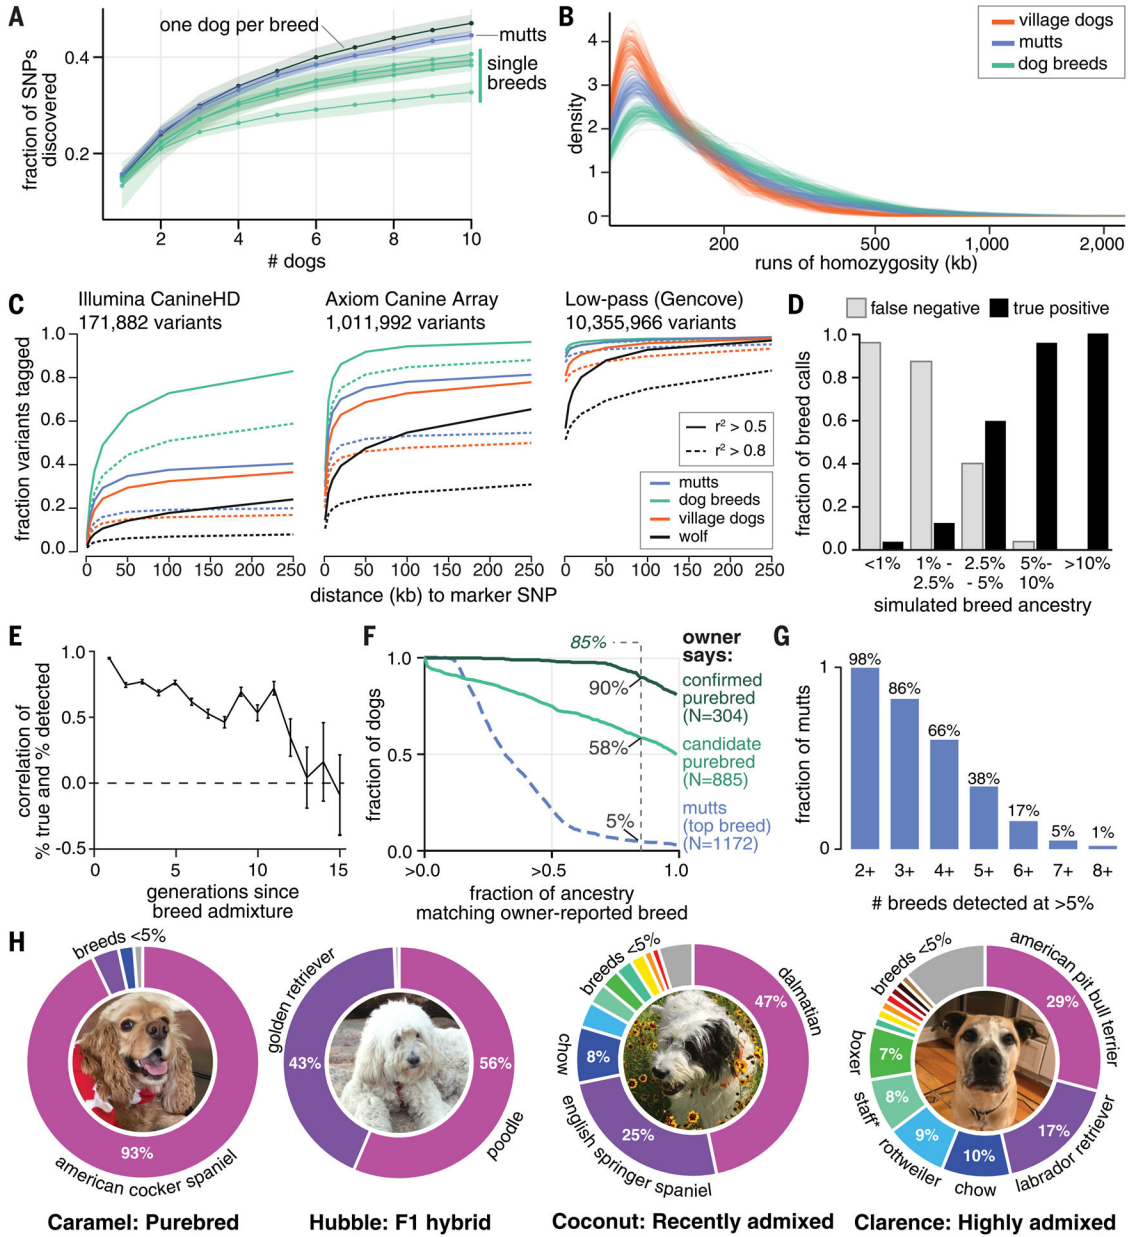 A
one dog per breed
mutts
single
breeds
fraction of SNPs
discovered
0.4
0.2
2
4
6
8
10
# dogs
B
village dogs
mutts
dog breeds
density
4
3
2
1
0
200
500
1,000
2,000
runs of homozygosity (kb)
C
Illumina CanineHD
171,882 variants
Axiom Canine Array
1,011,992 variants
Low-pass (Gencove)
10,355,966 variants
fraction variants tagged
1.0
0.8
0.6
0.4
0.2
0.0
0 50 100 150 200 250
0 50 100 150 200 250
0 50 100 150 200 250
distance (kb) to marker SNP
r² > 0.5
r² > 0.8
mutts
dog breeds
village dogs
wolf
D
false negative
true positive
fraction of breed calls
1.0
0.8
0.6
0.4
0.2
0.0
<1%
1% -
2.5%
2.5%
- 5%
5%-
10%
>10%
simulated breed ancestry
E
correlation of
% true and % detected
1.0
0.5
0.0
-0.5
0
5
10
15
generations since
breed admixture
F
85%
owner
says:
confirmed
purebred
(N=304)
candidate
purebred
(N=885)
mutts
(top breed)
(N=1172)
90%
58%
5%
fraction of dogs
1.0
0.5
0.0
>0.0
>0.5
1.0
fraction of ancestry
matching owner-reported breed
G
fraction of mutts
1
0
98%
86%
66%
38%
17%
5%
1%
2+ 3+ 4+ 5+ 6+ 7+ 8+
# breeds detected at >5%
H
breeds <5%
93%
american cocker spaniel
Caramel: Purebred
golden retriever
43%
56%
poodle
Hubble: F1 hybrid
breeds <5%
dalmatian
47%
chow
8%
25%
english springer spaniel
Coconut: Recently admixed
breeds <5%
american pit bull terrier
29%
boxer
7%
staff*
8%
rottweiler
9%
chow
10%
17%
labrador retriever
Clarence: Highly admixed